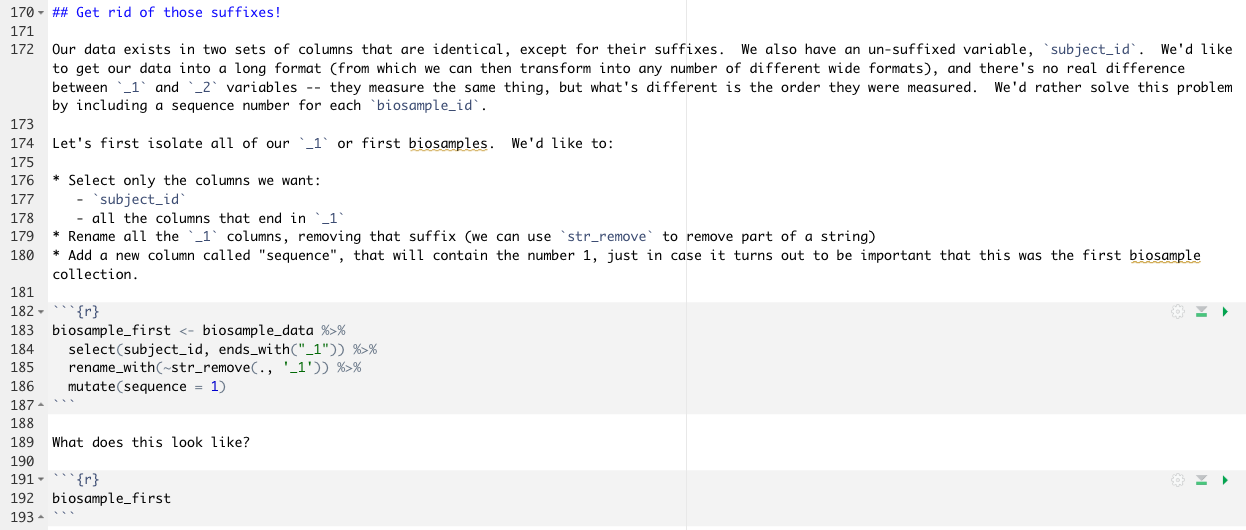 170 ## Get rid of those suffixes!
171
172 Our data exists in two sets of columns that are identical, except for their suffixes.  We also have an un-suffixed variable, `subject_id`.  We'd like
to get our data into a long format (from which we can then transform into any number of different wide formats), and there's no real difference
between `_1` and `_2` variables -- they measure the same thing, but what's different is the order they were measured.  We'd rather solve this problem
by including a sequence number for each `biosample_id`.
173
174 Let's first isolate all of our `_1` or first biosamples.  We'd like to:
175
176 * Select only the columns we want:
177    - `subject_id`
178    - all the columns that end in `_1`
179 * Rename all the `_1` columns, removing that suffix (we can use `str_remove` to remove part of a string)
180 * Add a new column called "sequence", that will contain the number 1, just in case it turns out to be important that this was the first biosample
collection.
181
182 ```{r}
183 biosample_first <- biosample_data %>%
184   select(subject_id, ends_with("_1")) %>%
185   rename_with(~str_remove(., '_1')) %>%
186   mutate(sequence = 1)
187 ```
188
189 What does this look like?
190
191 ```{r}
192 biosample_first
193 ```